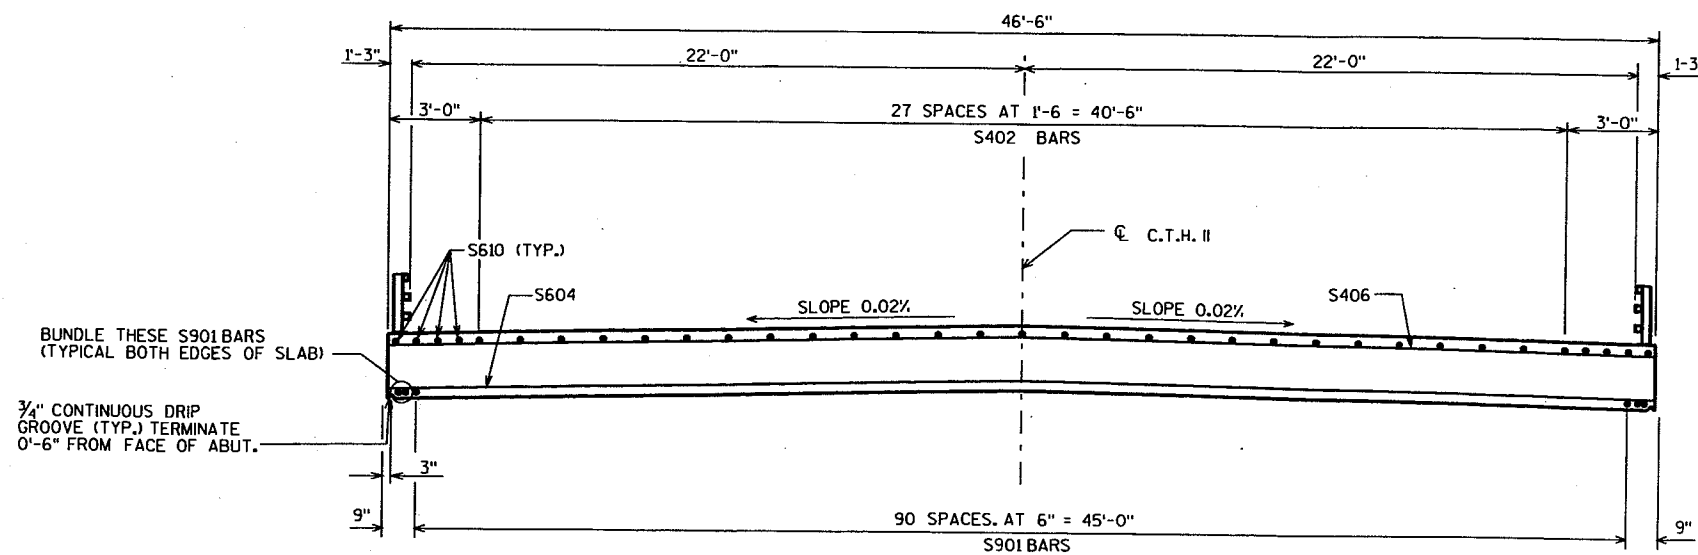 46'-6"
1'-3"
22'-0"
22'-0"
1-3
3'-0"
27 SPACES AT 1'-6 = 40'-6"
3'-0"
S402 BARS
℄ C.T.H. II
S610 (TYP.)
S604
SLOPE 0.02%
SLOPE 0.02%
S406
BUNDLE THESE S901 BARS
(TYPICAL BOTH EDGES OF SLAB)
3/4" CONTINUOUS DRIP
GROOVE (TYP.) TERMINATE
0'-6" FROM FACE OF ABUT.
3"
9"
90 SPACES. AT 6" = 45'-0"
9"
S901 BARS